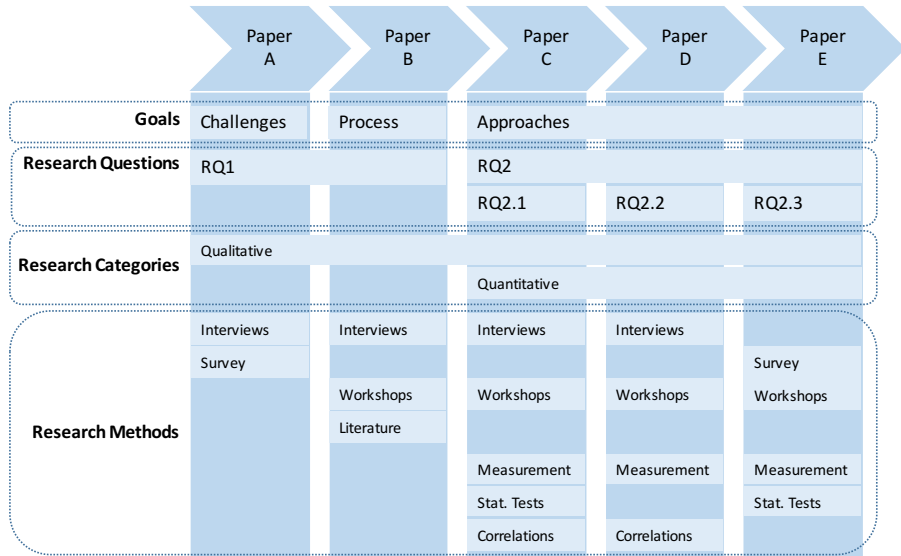 Paper A
Paper B
Paper C
Paper D
Paper E
Goals
Challenges
Process
Approaches
Research Questions
RQ1
RQ2
RQ2.1
RQ2.2
RQ2.3
Research Categories
Qualitative
Quantitative
Research Methods
Interviews
Interviews
Interviews
Interviews
Survey
Survey
Workshops
Workshops
Workshops
Workshops
Literature
Measurement
Measurement
Measurement
Stat. Tests
Stat. Tests
Correlations
Correlations